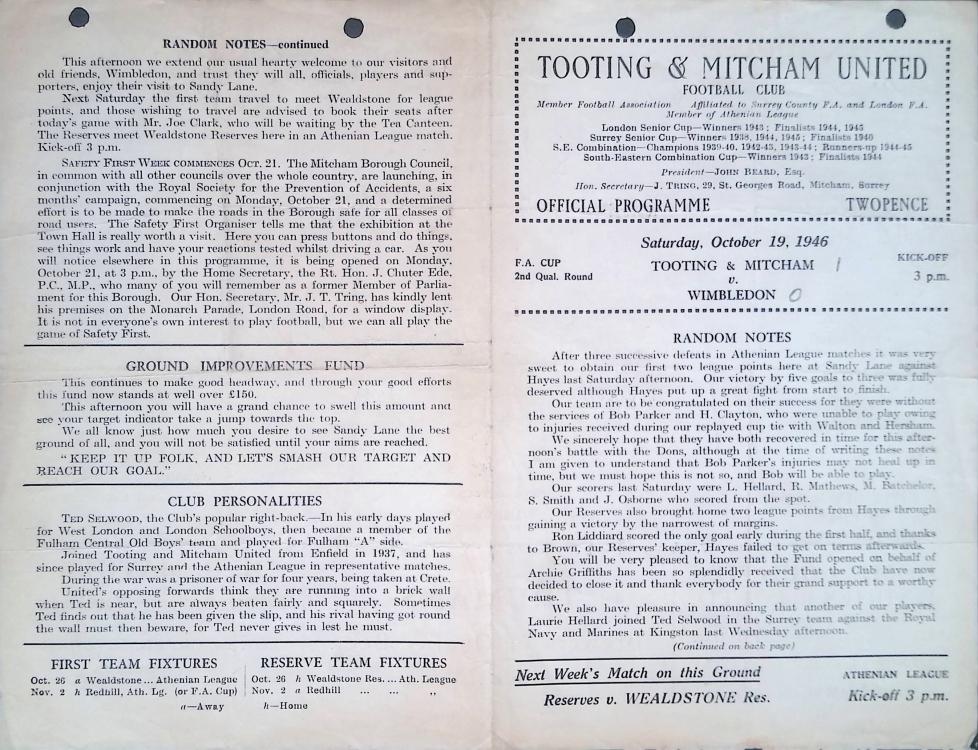 RANDOM NOTES—continued
This afternoon we extend our usual hearty welcome to our visitors and
old friends, Wimbledon, and trust they will all, officials, players and sup-
porters, enjoy their visit to Sandy Lane.
Next Saturday the first team travel to meet Wealdstone for league
points, and those wishing to travel are advised to book their seats after
today's game with Mr. Joe Clark, who will be waiting by the Tea Canteen.
The Reserves meet Wealdstone Reserves here in an Athenian League match.
Kick-off 3 p.m.
SAFETY FIRST WEEK COMMENCES OCT. 21. The Mitcham Borough Council,
in common with all other councils over the whole country, are launching, in
conjunction with the Royal Society for the Prevention of Accidents, a six
months' campaign, commencing on Monday, October 21, and a determined
effort is to be made to make the roads in the Borough safe for all classes of
road users. The Safety First Organiser tells me that the exhibition at the
Town Hall is really worth a visit. Here you can press buttons and do things,
see things work and have your reactions tested whilst driving a car. As you
will notice elsewhere in this programme, it is being opened on Monday,
October 21, at 3 p.m., by the Home Secretary, the Rt. Hon. J. Chuter Ede,
P.C., M.P., who many of you will remember as a former Member of Parlia-
ment for this Borough. Our Hon. Secretary, Mr. J. T. Tring, has kindly lent
his premises on the Monarch Parade, London Road, for a window display.
It is not in everyone's own interest to play football, but we can all play the
game of Safety First.
GROUND IMPROVEMENTS FUND
This continues to make good headway, and through your good efforts
this fund now stands at well over £150.
This afternoon you will have a grand chance to swell this amount and
see your target indicator take a jump towards the top.
We all know just how much you desire to see Sandy Lane the best
ground of all, and you will not be satisfied until your aims are reached.
"KEEP IT UP FOLK, AND LET'S SMASH OUR TARGET AND
REACH OUR GOAL."
CLUB PERSONALITIES
TED SELWOOD, the Club's popular right-back.—In his early days played
for West London and London Schoolboys, then became a member of the
Fulham Central Old Boys' team and played for Fulham "A" side.
Joined Tooting and Mitcham United from Enfield in 1937, and has
since played for Surrey and the Athenian League in representative matches.
During the war was a prisoner of war for four years, being taken at Crete.
United's opposing forwards think they are running into a brick wall
when Ted is near, but are always beaten fairly and squarely. Sometimes
Ted finds out that he has been given the slip, and his rival having got round
the wall must then beware, for Ted never gives in lest he must.
FIRST TEAM FIXTURES
Oct. 26 a Wealdstone ... Athenian League
Nov. 2 h Redhill, Ath. Lg. (or F.A. Cup)
a—Away
RESERVE TEAM FIXTURES
Oct. 26 h Wealdstone Res. ... Ath. League
Nov. 2 a Redhill ... ... „
h—Home
TOOTING & MITCHAM UNITED
FOOTBALL CLUB
Member Football Association Affiliated to Surrey County F.A. and London F.A.
Member of Athenian League
London Senior Cup—Winners 1943; Finalists 1944, 1945
Surrey Senior Cup—Winners 1938, 1944, 1945; Finalists 1946
S.E. Combination—Champions 1939-40, 1942-43, 1943-44; Runners-up 1944-45
South-Eastern Combination Cup—Winners 1943; Finalists 1944
President—JOHN BEARD, Esq.
Hon. Secretary—J. TRING, 29, St. Georges Road, Mitcham, Surrey
OFFICIAL PROGRAMME TWOPENCE
Saturday, October 19, 1946
F.A. CUP
2nd Qual. Round
TOOTING & MITCHAM 1
v.
WIMBLEDON 0
KICK-OFF
3 p.m.
RANDOM NOTES
After three successive defeats in Athenian League matches it was very
sweet to obtain our first two league points here at Sandy Lane against
Hayes last Saturday afternoon. Our victory by five goals to three was fully
deserved although Hayes put up a great fight from start to finish.
Our team are to be congratulated on their success for they were without
the services of Bob Parker and H. Clayton, who were unable to play owing
to injuries received during our replayed cup tie with Walton and Hersham.
We sincerely hope that they have both recovered in time for this after-
noon's battle with the Dons, although at the time of writing these notes
I am given to understand that Bob Parker's injuries may not heal up in
time, but we must hope this is not so, and Bob will be able to play.
Our scorers last Saturday were L. Hellard, R. Mathews, M. Batchelor,
S. Smith and J. Osborne who scored from the spot.
Our Reserves also brought home two league points from Hayes through
gaining a victory by the narrowest of margins.
Ron Liddiard scored the only goal early during the first half, and thanks
to Brown, our Reserves' keeper, Hayes failed to get on terms afterwards.
You will be very pleased to know that the Fund opened on behalf of
Archie Griffiths has been so splendidly received that the Club have now
decided to close it and thank everybody for their grand support to a worthy
cause.
We also have pleasure in announcing that another of our players,
Laurie Hellard joined Ted Selwood in the Surrey team against the Royal
Navy and Marines at Kingston last Wednesday afternoon.
(Continued on back page)
Next Week's Match on this Ground
Reserves v. WEALDSTONE Res.
ATHENIAN LEAGUE
Kick-off 3 p.m.